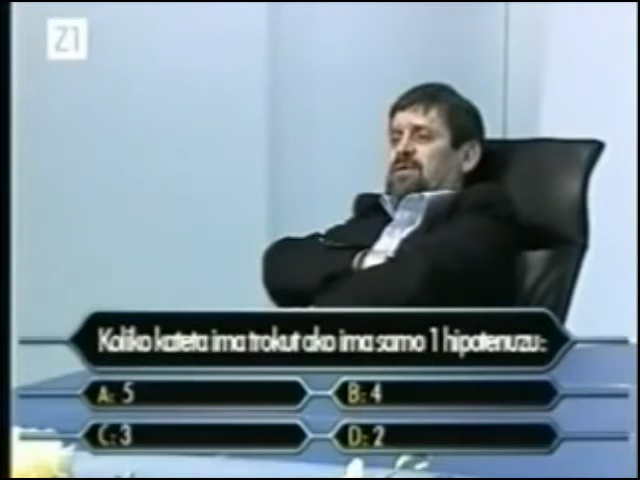 Z1
Koliko kateta ima trokut ako ima samo 1 hipotenuzu:
A: 5
B: 4
C: 3
D: 2